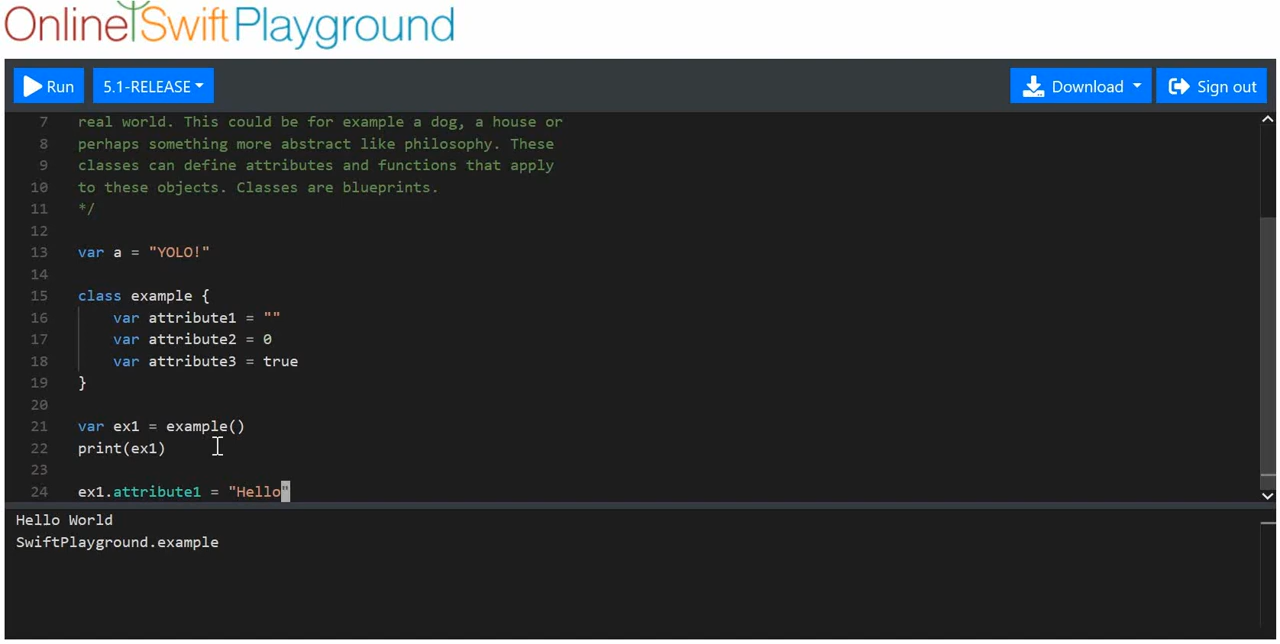 Online Swift Playground
Run 5.1-RELEASE Download Sign out
7 real world. This could be for example a dog, a house or
8 perhaps something more abstract like philosophy. These
9 classes can define attributes and functions that apply
10 to these objects. Classes are blueprints.
11 */
12
13 var a = "YOLO!"
14
15 class example {
16 var attribute1 = ""
17 var attribute2 = 0
18 var attribute3 = true
19 }
20
21 var ex1 = example()
22 print(ex1)
23
24 ex1.attribute1 = "Hello"
Hello World
SwiftPlayground.example